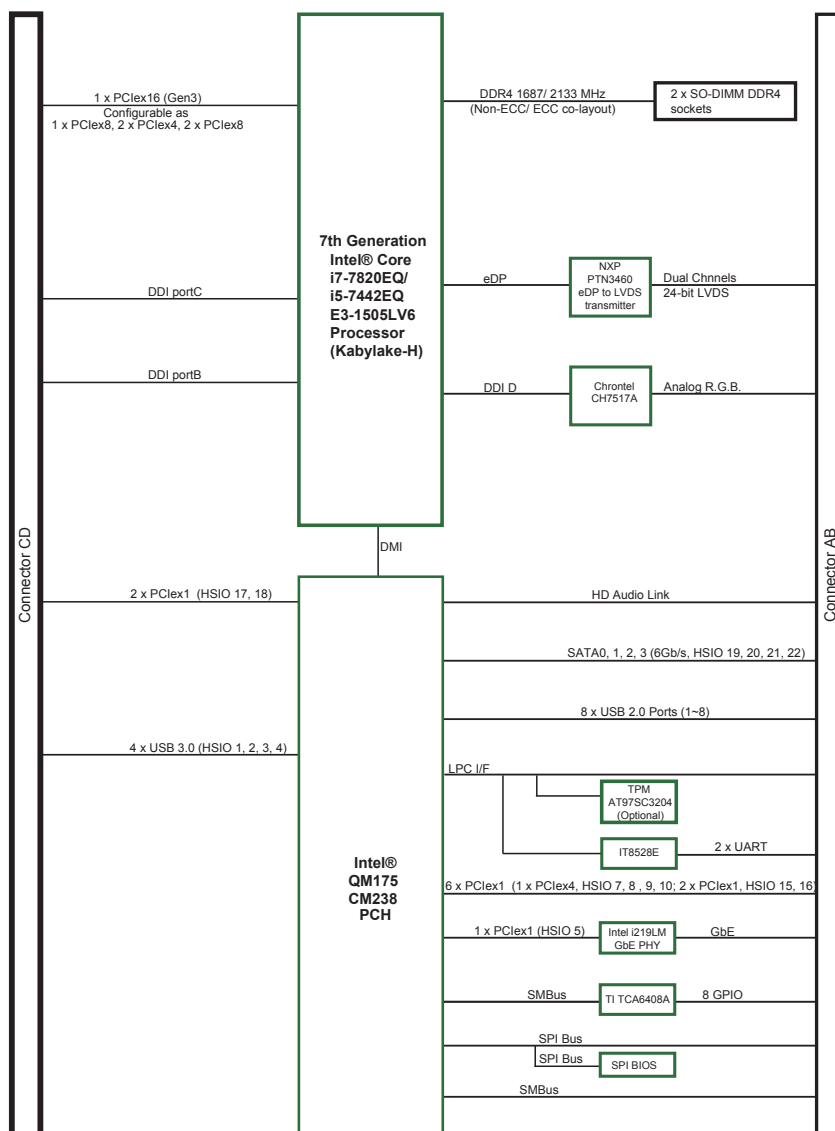 1 x PCIex16 (Gen3)
Configurable as
1 x PCIex8, 2 x PCIex4, 2 x PCIex8
DDR4 1687/ 2133 MHz
(Non-ECC/ ECC co-layout)
2 x SO-DIMM DDR4
sockets
7th Generation
Intel® Core
i7-7820EQ/
i5-7442EQ
E3-1505LV6
Processor
(Kabylake-H)
DDI portC
DDI portB
eDP
NXP
PTN3460
eDP to LVDS
transmitter
Dual Chnnels
24-bit LVDS
DDI D
Chrontel
CH7517A
Analog R.G.B.
Connector CD
Connector AB
DMI
2 x PCIex1 (HSIO 17, 18)
HD Audio Link
SATA0, 1, 2, 3 (6Gb/s, HSIO 19, 20, 21, 22)
8 x USB 2.0 Ports (1~8)
4 x USB 3.0 (HSIO 1, 2, 3, 4)
LPC I/F
TPM
AT97SC3204
(Optional)
IT8528E
2 x UART
Intel®
QM175
CM238
PCH
6 x PCIex1 (1 x PCIex4, HSIO 7, 8 , 9, 10; 2 x PCIex1, HSIO 15, 16)
1 x PCIex1 (HSIO 5)
Intel i219LM
GbE PHY
GbE
SMBus
TI TCA6408A
8 GPIO
SPI Bus
SPI Bus
SPI BIOS
SMBus